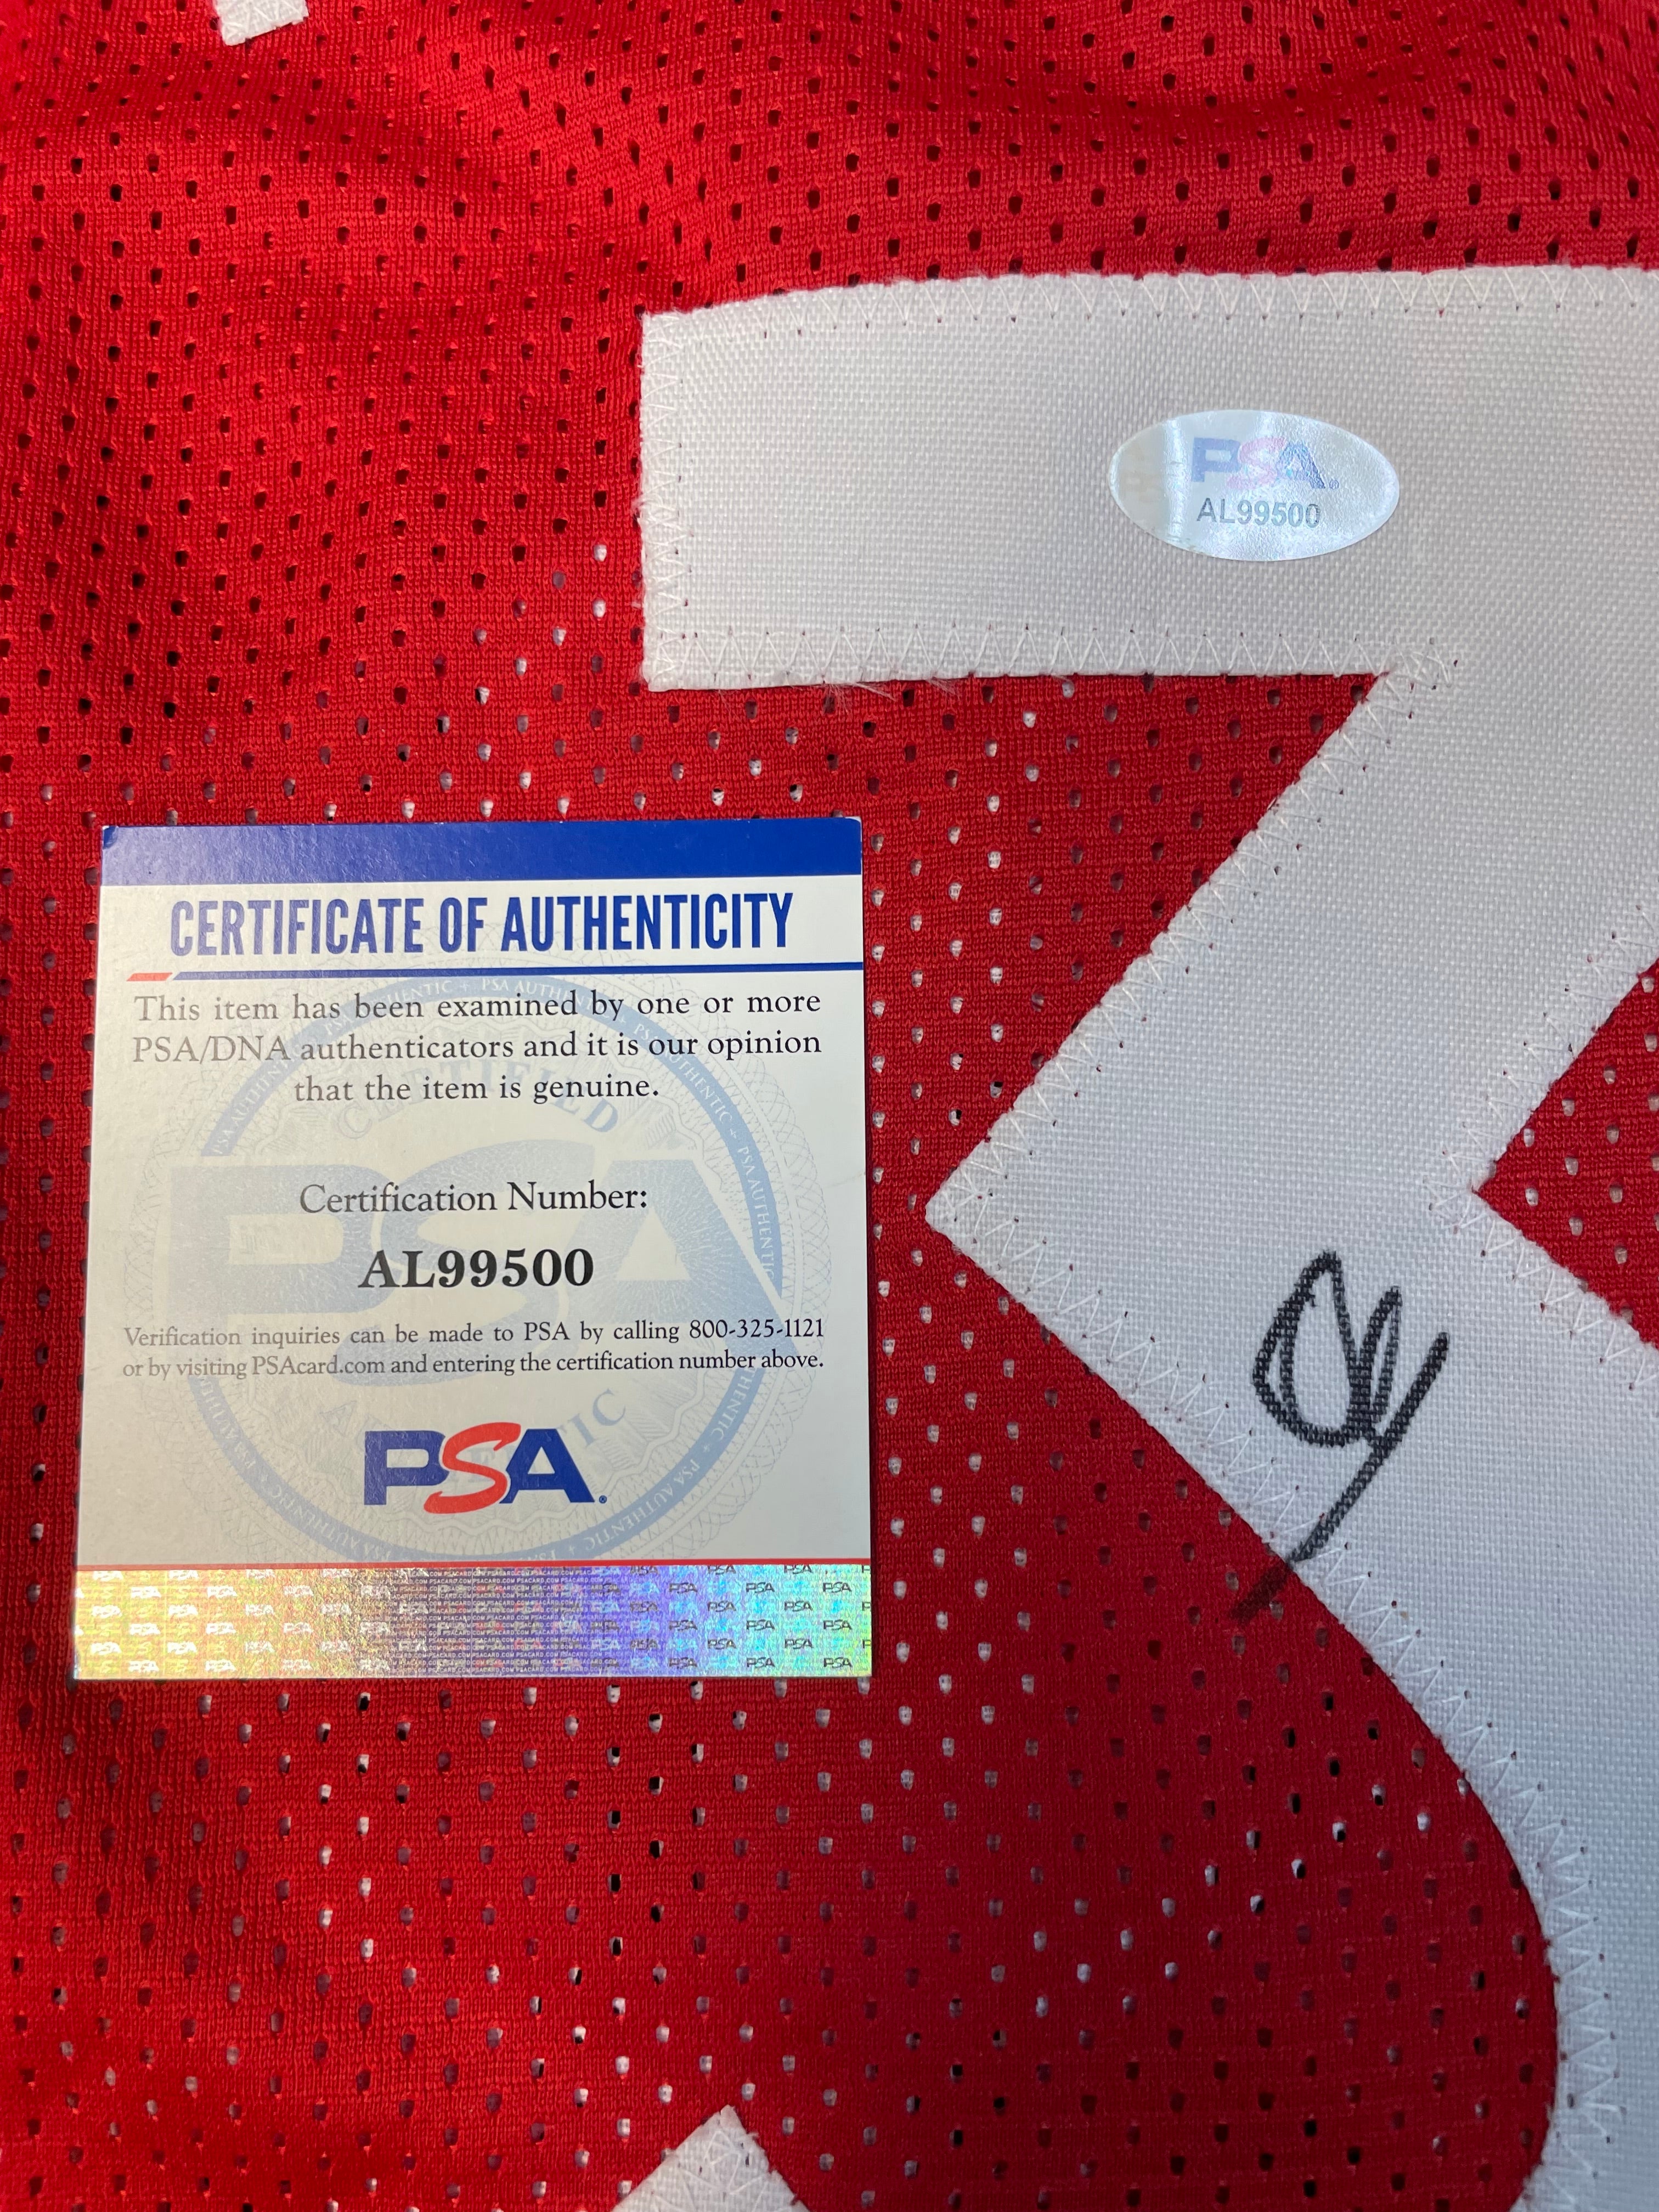 PSA
AL99500
CERTIFICATE OF AUTHENTICITY
This item has been examined by one or more
PSA/DNA authenticators and it is our opinion
that the item is genuine.
CERTIFIED
Certification Number:
AL99500
Verification inquiries can be made to PSA by calling 800-325-1121
or by visiting PSAcard.com and entering the certification number above.
PSA